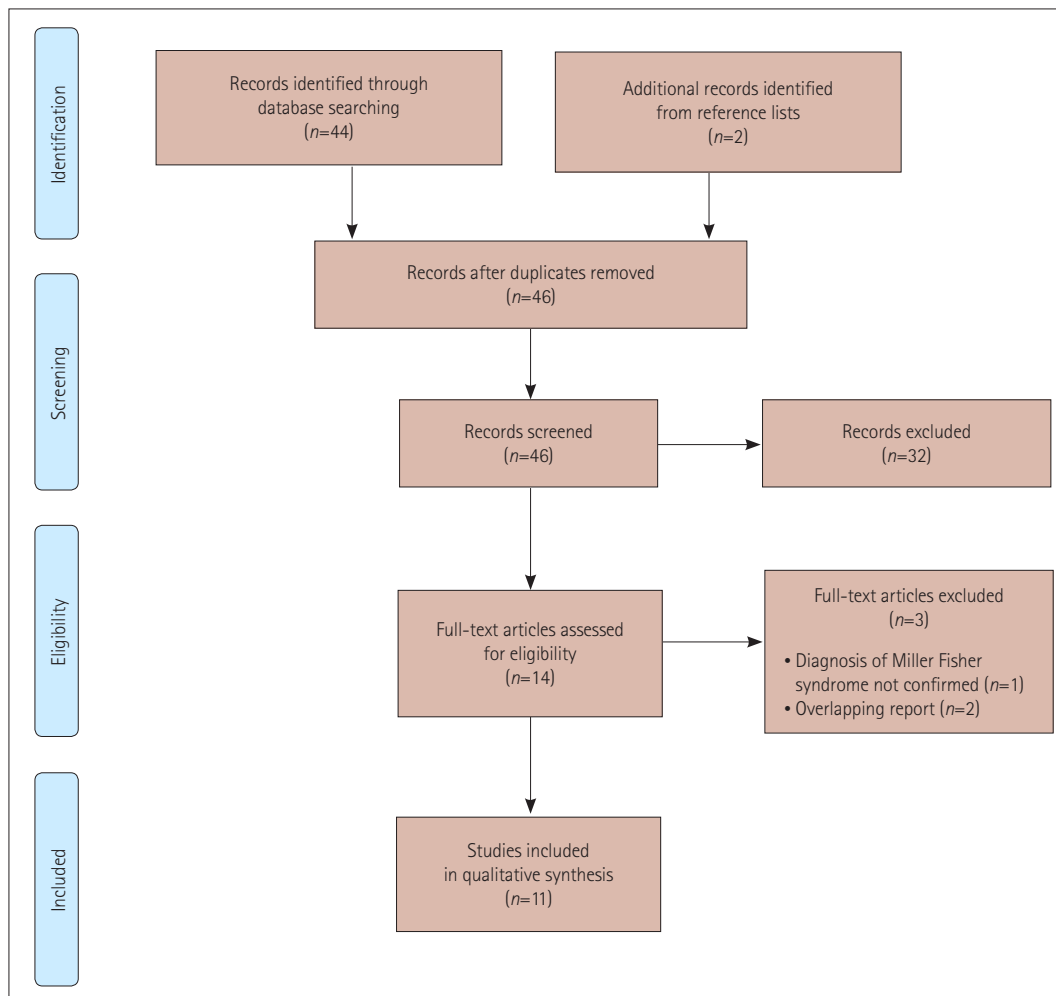 Identification
Records identified through
database searching
(n=44)
Additional records identified
from reference lists
(n=2)
Records after duplicates removed
(n=46)
Screening
Records screened
(n=46)
Records excluded
(n=32)
Eligibility
Full-text articles assessed
for eligibility
(n=14)
Full-text articles excluded
(n=3)
• Diagnosis of Miller Fisher
syndrome not confirmed (n=1)
• Overlapping report (n=2)
Included
Studies included
in qualitative synthesis
(n=11)